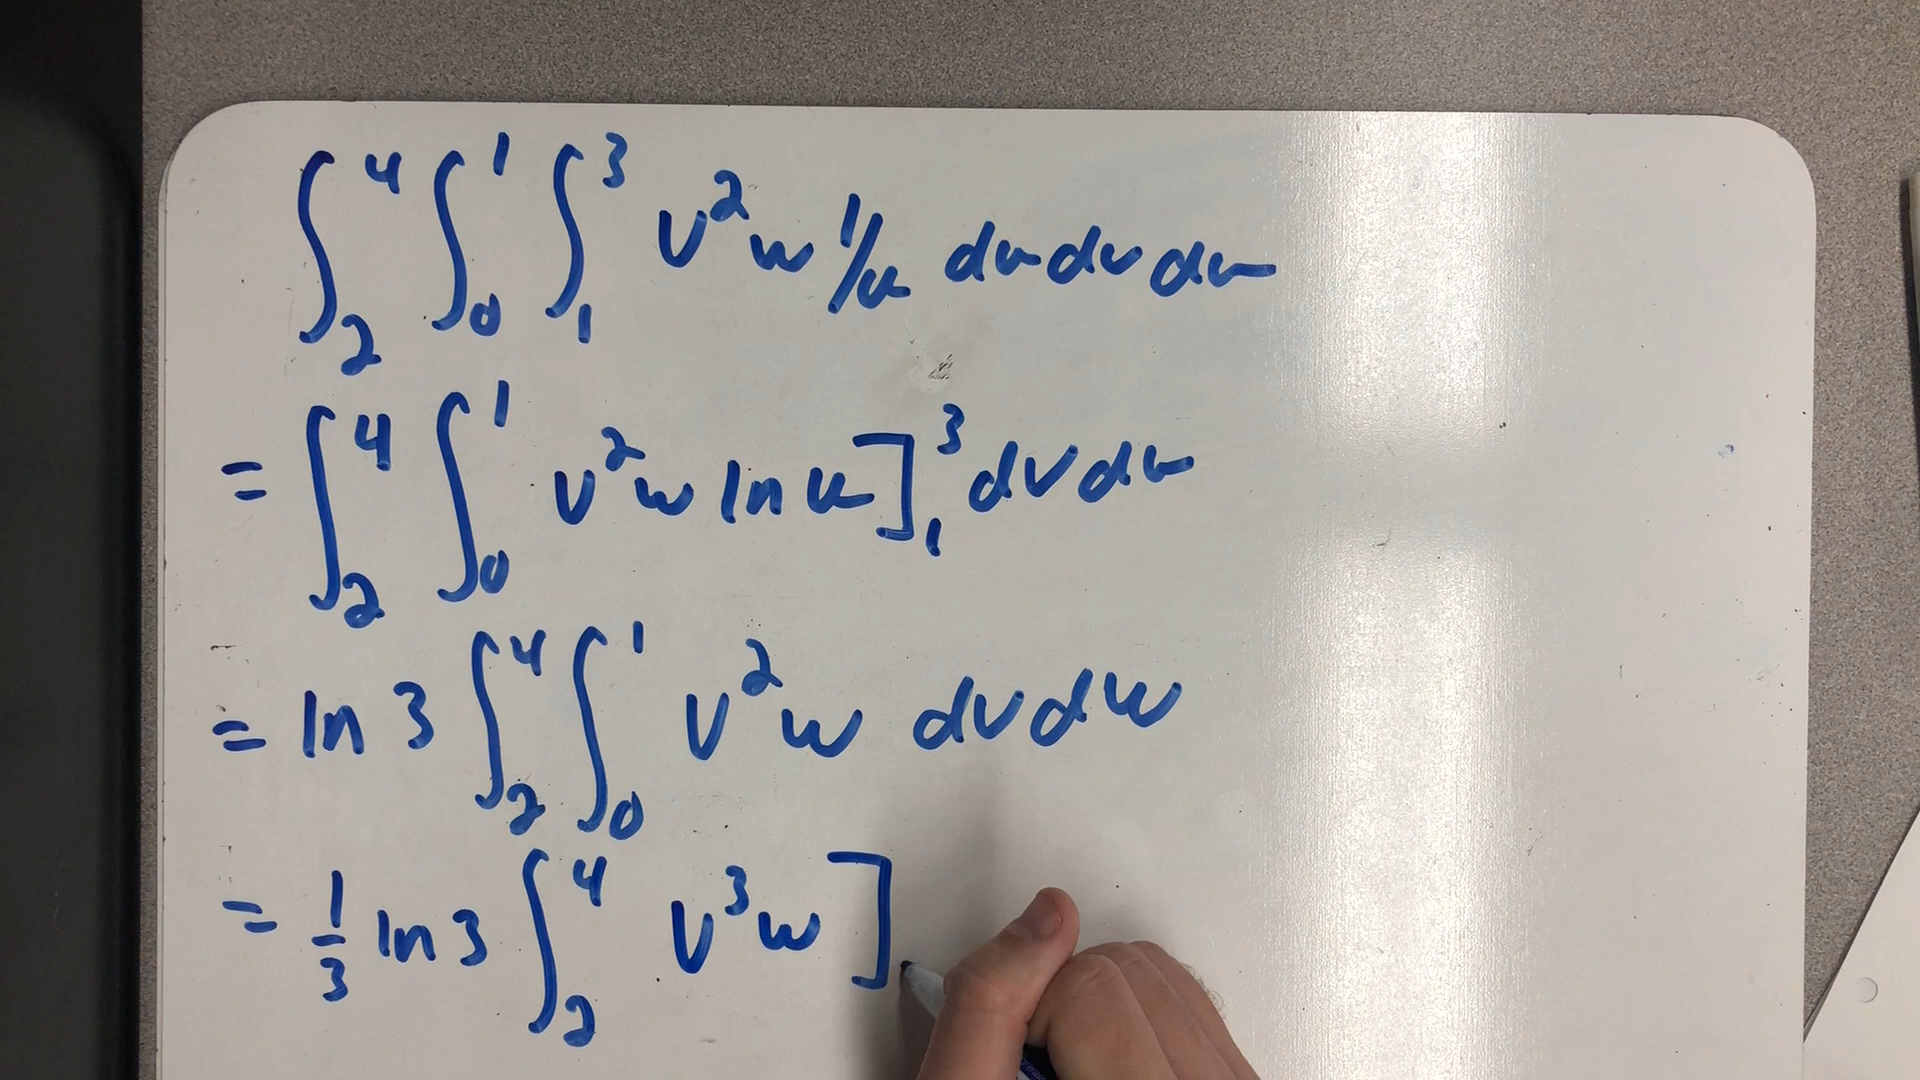 ∫₂⁴ ∫₀¹ ∫₁³ v²w 1/u du dv dw
= ∫₂⁴ ∫₀¹ v²w ln u]₁³ dv dw
= ln 3 ∫₂⁴ ∫₀¹ v²w dv dw
= 1/3 ln 3 ∫₂⁴ v³w ]